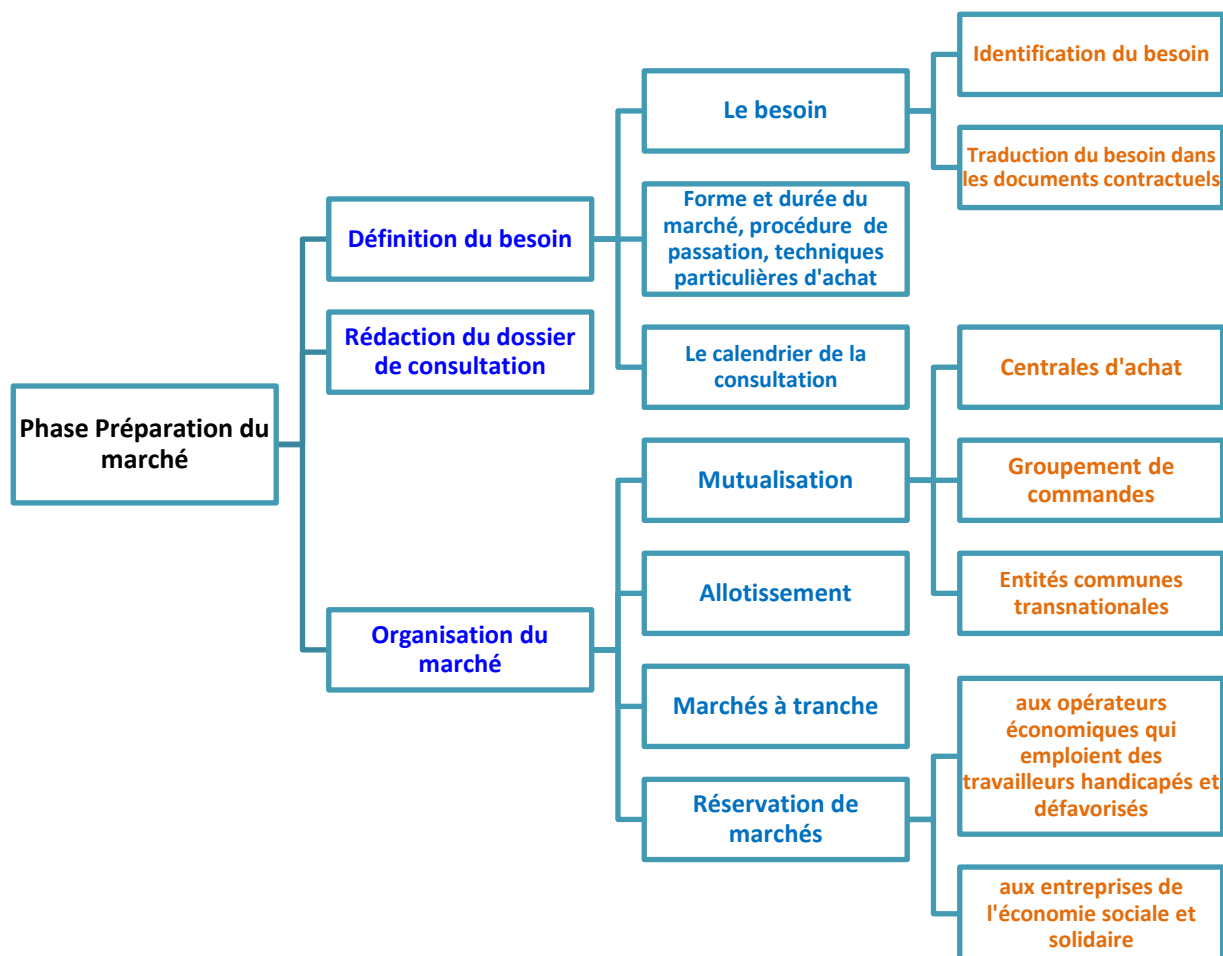 Phase Préparation du
marché
Définition du besoin
Le besoin
Identification du besoin
Traduction du besoin dans
les documents contractuels
Forme et durée du
marché, procédure de
passation, techniques
particulières d'achat
Le calendrier de la
consultation
Rédaction du dossier
de consultation
Organisation du
marché
Mutualisation
Centrales d'achat
Groupement de
commandes
Entités communes
transnationales
Allotissement
Marchés à tranche
Réservation de
marchés
aux opérateurs
économiques qui
emploient des
travailleurs handicapés et
défavorisés
aux entreprises de
l'économie sociale et
solidaire